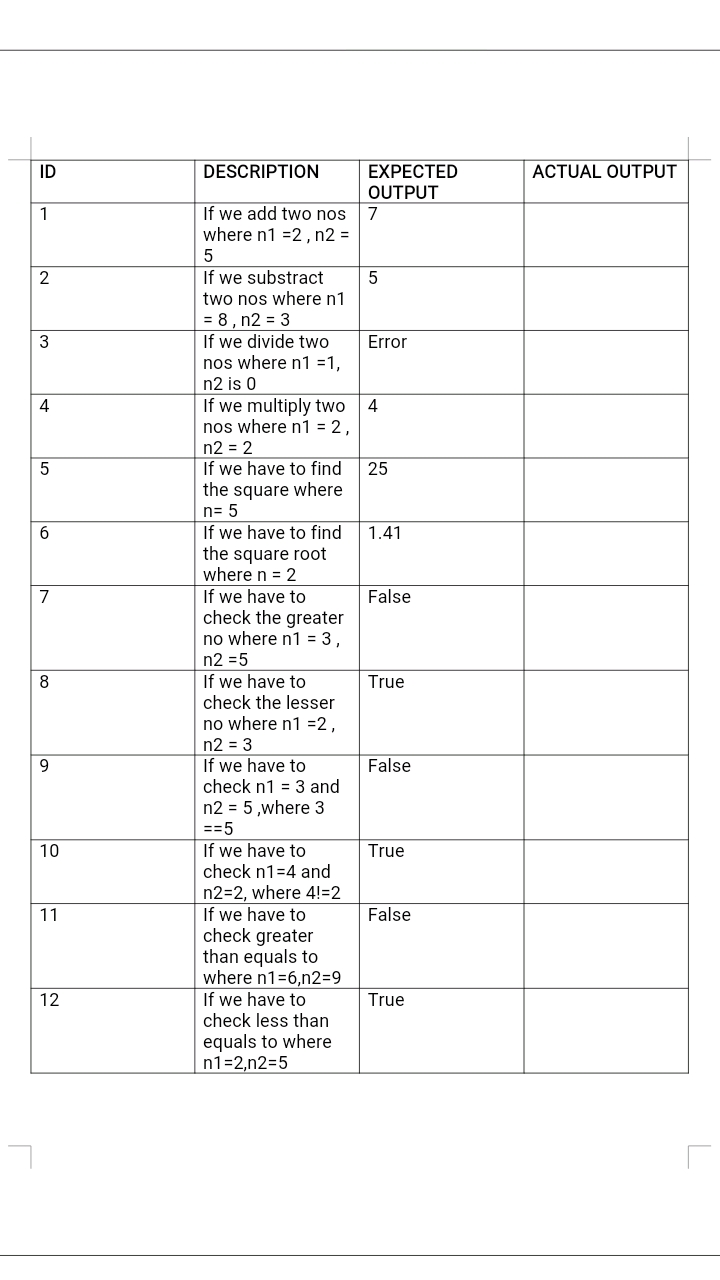 ID
DESCRIPTION
EXPECTED
OUTPUT
ACTUAL OUTPUT
1
If we add two nos
where n1 =2 , n2 =
5
7
2
If we substract
two nos where n1
= 8 , n2 = 3
5
3
If we divide two
nos where n1 =1,
n2 is 0
Error
4
If we multiply two
nos where n1 = 2 ,
n2 = 2
4
5
If we have to find
the square where
n= 5
25
6
If we have to find
the square root
where n = 2
1.41
7
If we have to
check the greater
no where n1 = 3 ,
n2 =5
False
8
If we have to
check the lesser
no where n1 =2 ,
n2 = 3
True
9
If we have to
check n1 = 3 and
n2 = 5 ,where 3
==5
False
10
If we have to
check n1=4 and
n2=2, where 4!=2
True
11
If we have to
check greater
than equals to
where n1=6,n2=9
False
12
If we have to
check less than
equals to where
n1=2,n2=5
True